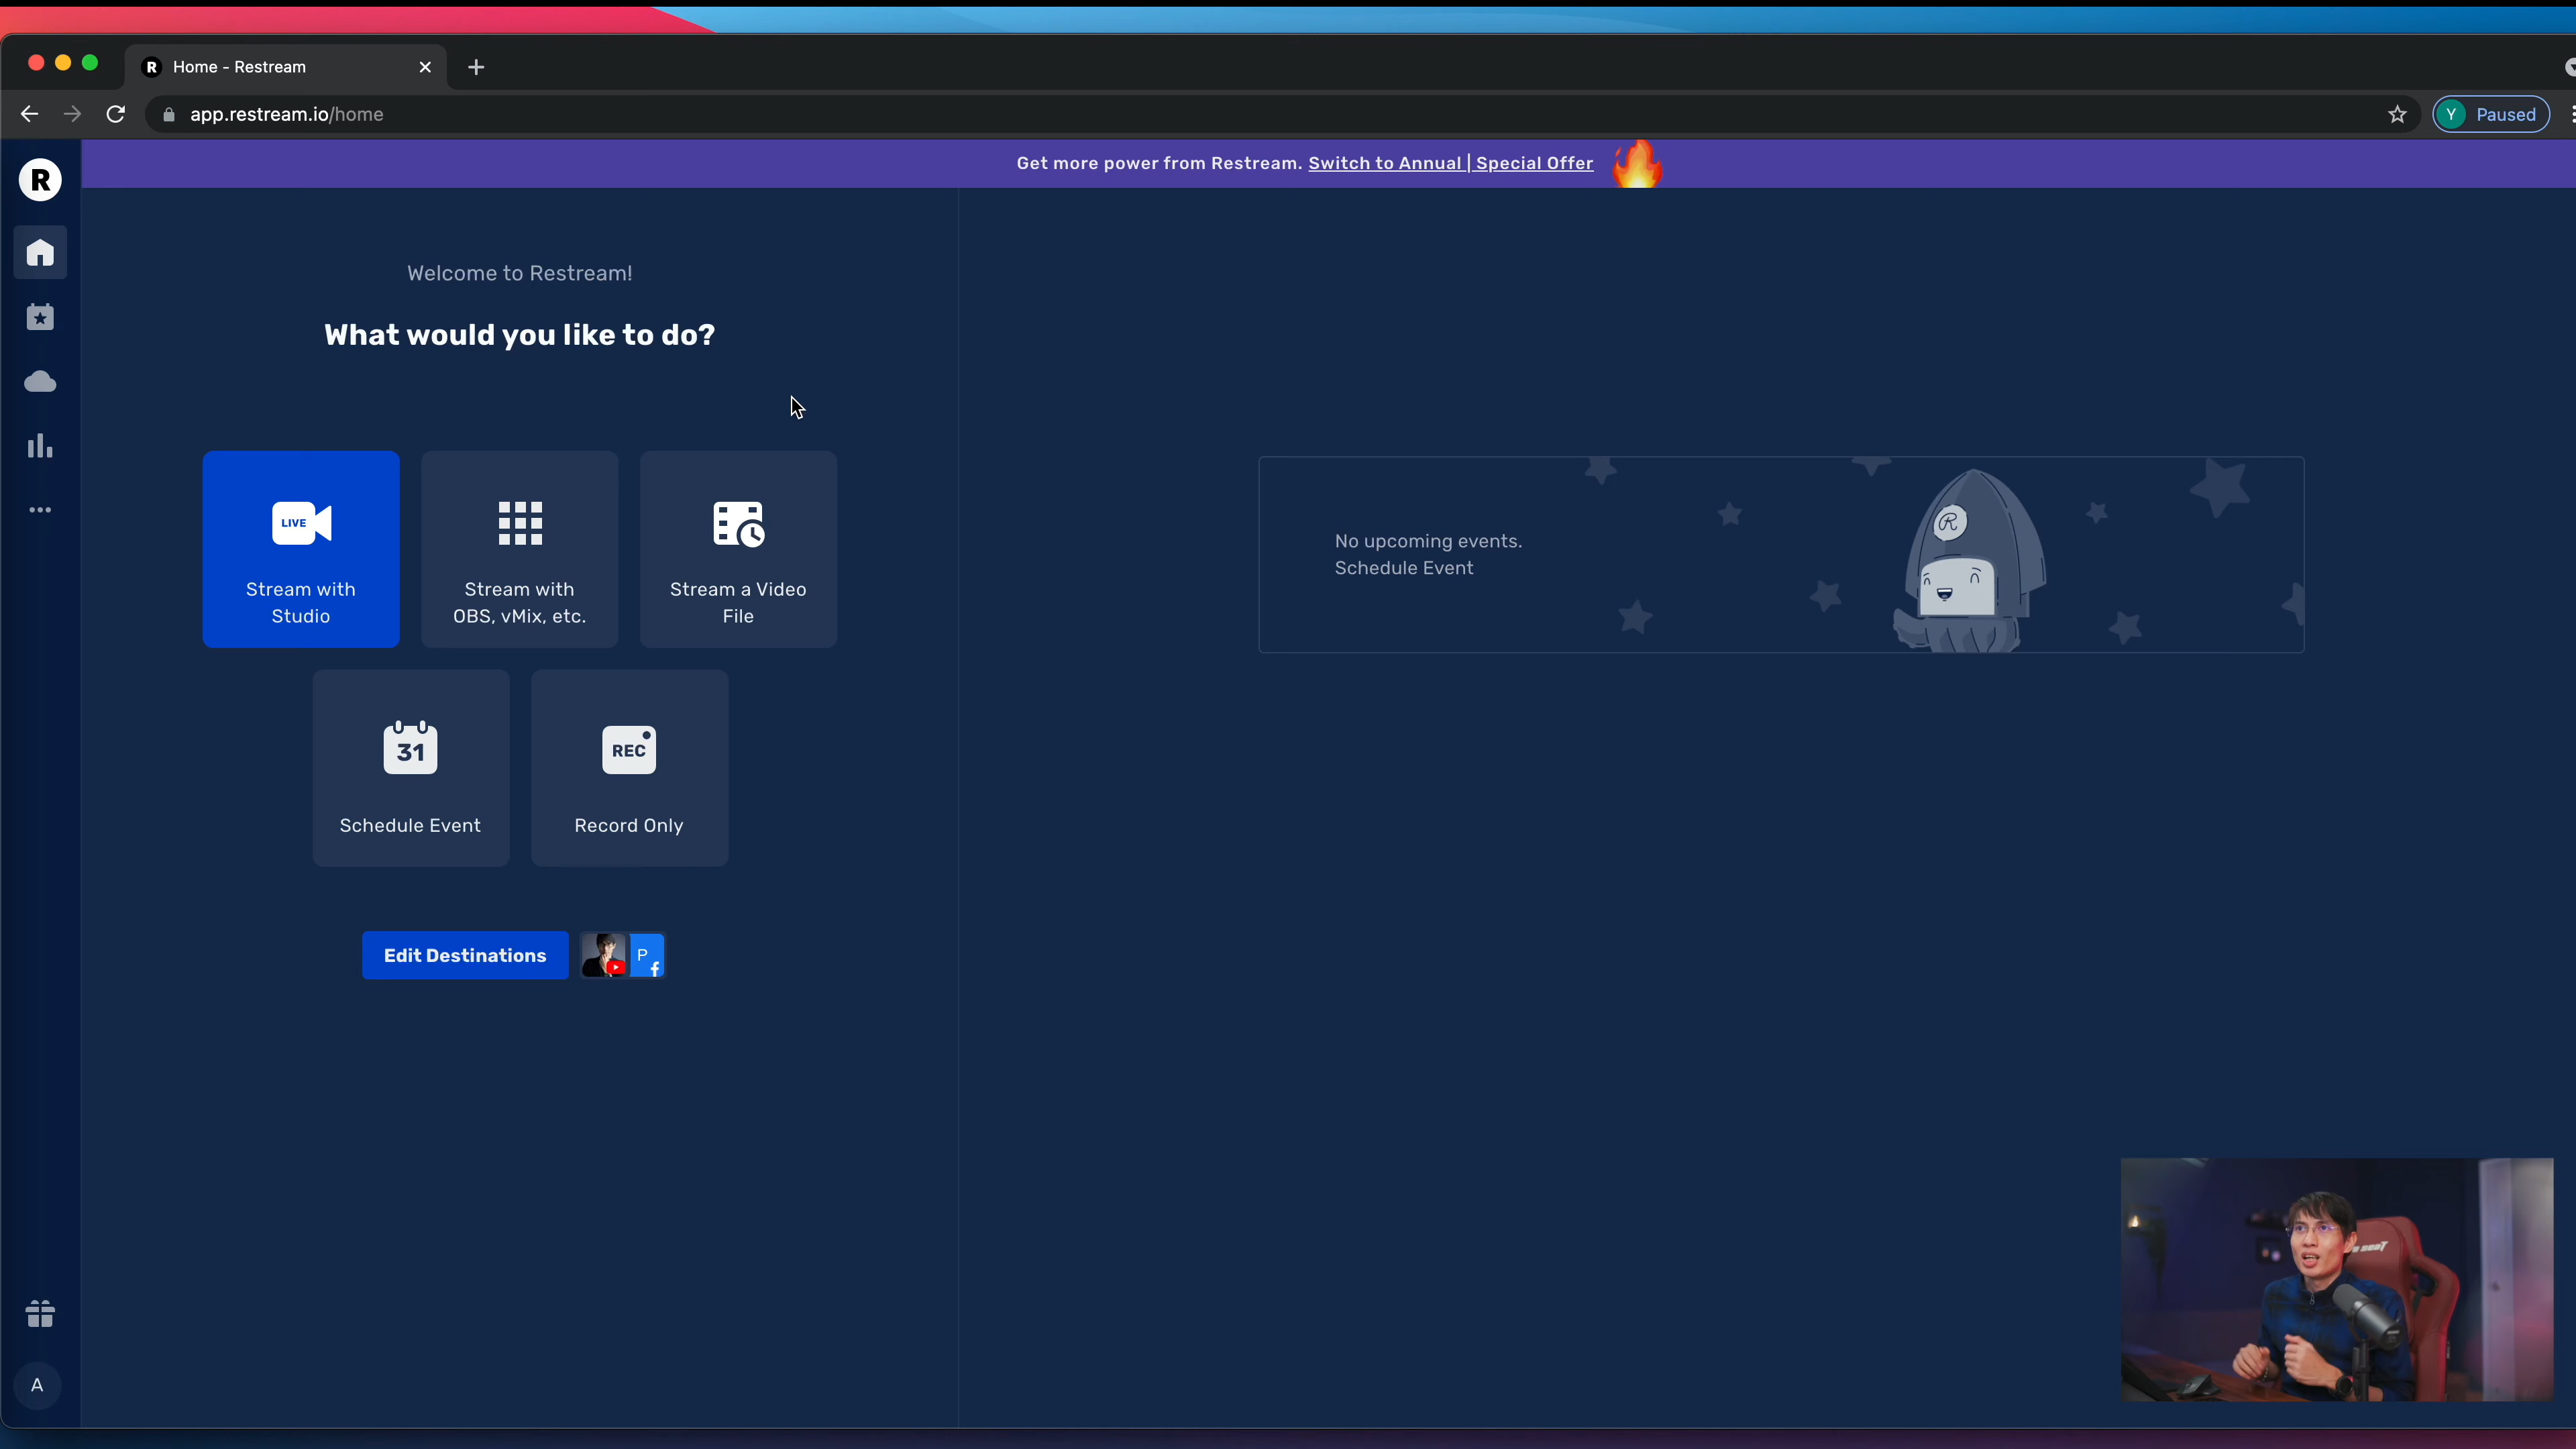 Home - Restream
app.restream.io/home
Y Paused
R
Get more power from Restream. Switch to Annual | Special Offer
Welcome to Restream!
What would you like to do?
LIVE
Stream with
Studio
Stream with
OBS, vMix, etc.
Stream a Video
File
31
Schedule Event
REC
Record Only
Edit Destinations
P
No upcoming events.
Schedule Event
R
A